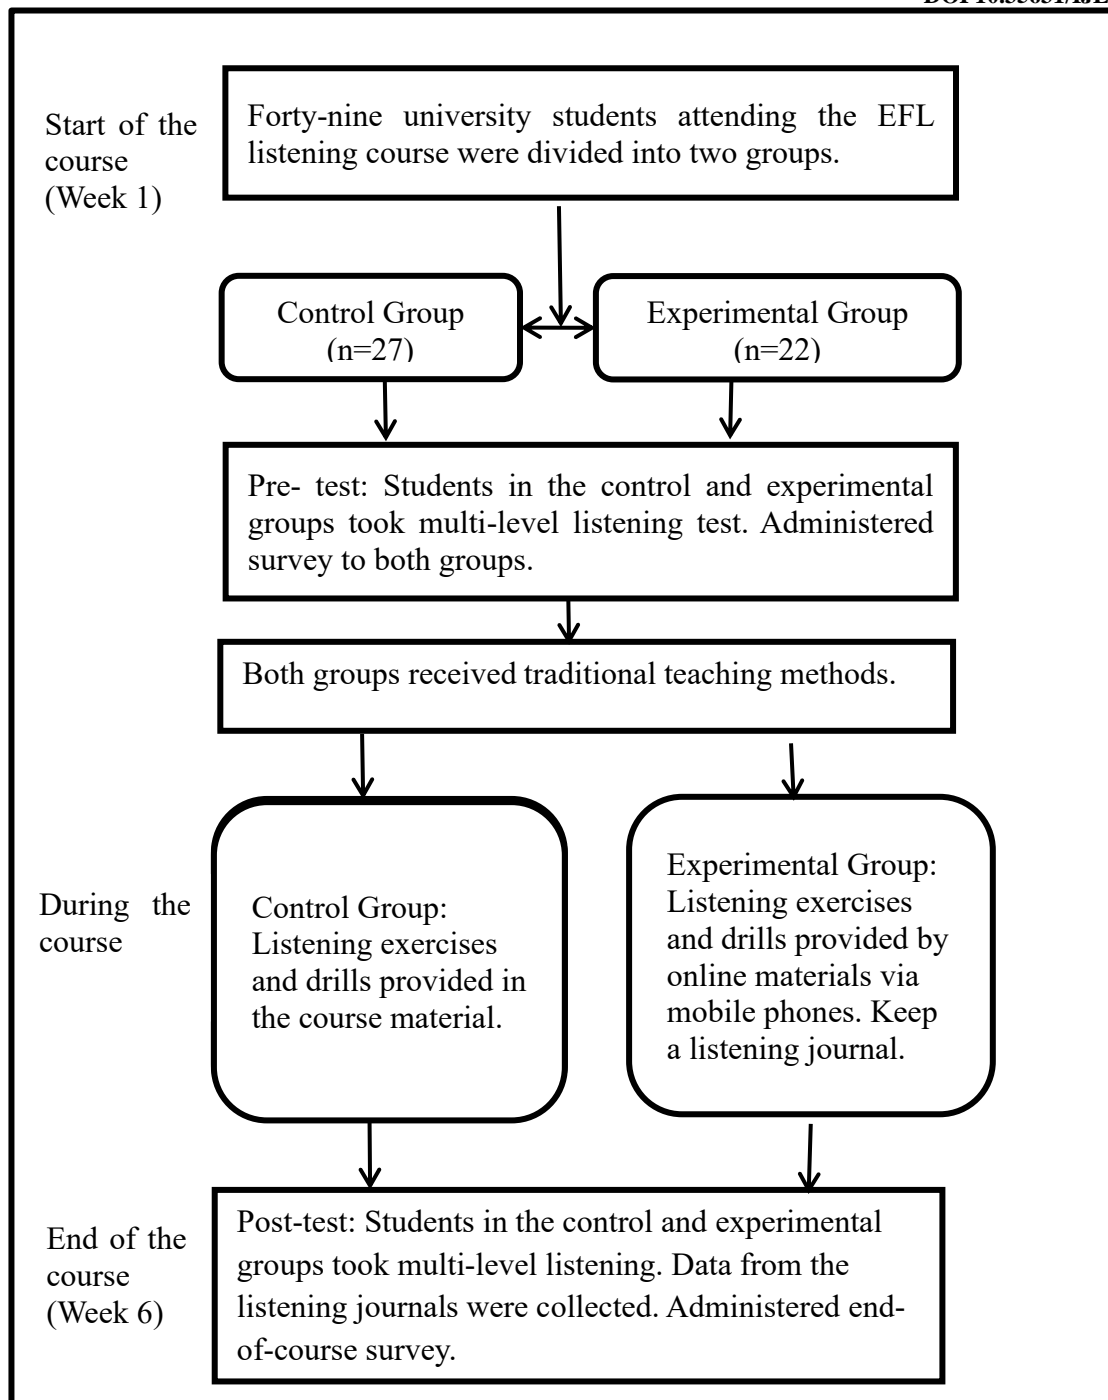 Start of the
course
(Week 1)
Forty-nine university students attending the EFL
listening course were divided into two groups.
Control Group
(n=27)
Experimental Group
(n=22)
Pre- test: Students in the control and experimental
groups took multi-level listening test. Administered
survey to both groups.
Both groups received traditional teaching methods.
During the
course
Control Group:
Listening exercises
and drills provided in
the course material.
Experimental Group:
Listening exercises
and drills provided by
online materials via
mobile phones. Keep
a listening journal.
End of the
course
(Week 6)
Post-test: Students in the control and experimental
groups took multi-level listening. Data from the
listening journals were collected. Administered end-
of-course survey.